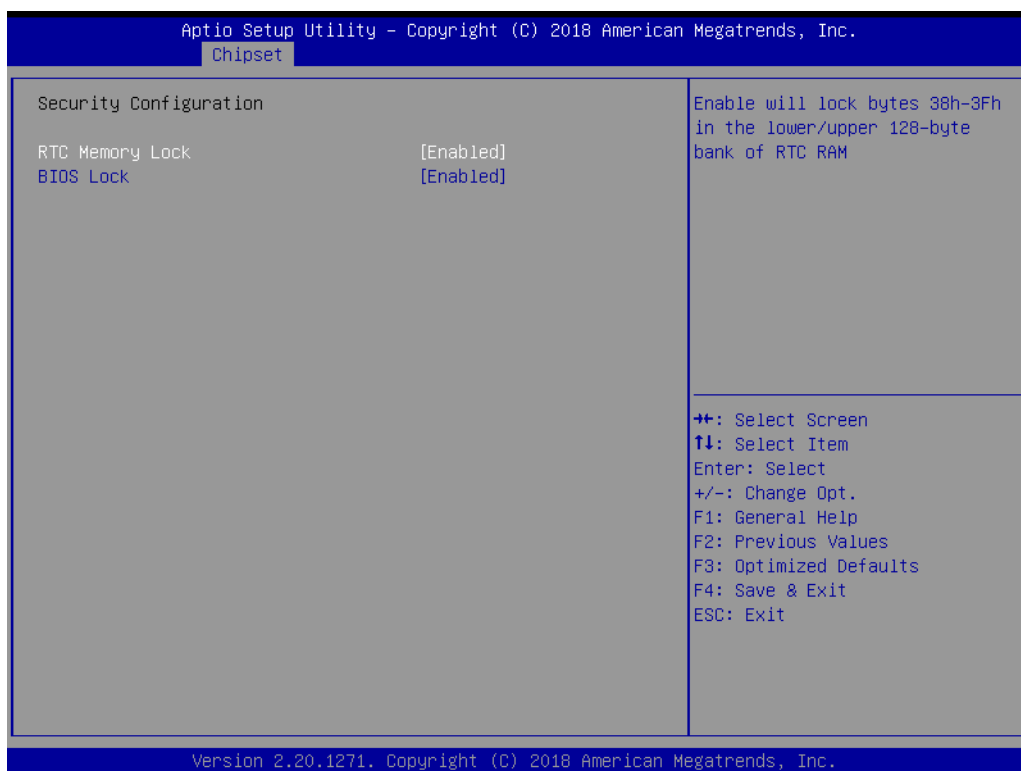 Aptio Setup Utility – Copyright (C) 2018 American Megatrends, Inc.
Chipset
Security Configuration
RTC Memory Lock [Enabled]
BIOS Lock [Enabled]
Enable will lock bytes 38h-3Fh
in the lower/upper 128-byte
bank of RTC RAM
→←: Select Screen
↑↓: Select Item
Enter: Select
+/-: Change Opt.
F1: General Help
F2: Previous Values
F3: Optimized Defaults
F4: Save & Exit
ESC: Exit
Version 2.20.1271. Copyright (C) 2018 American Megatrends, Inc.